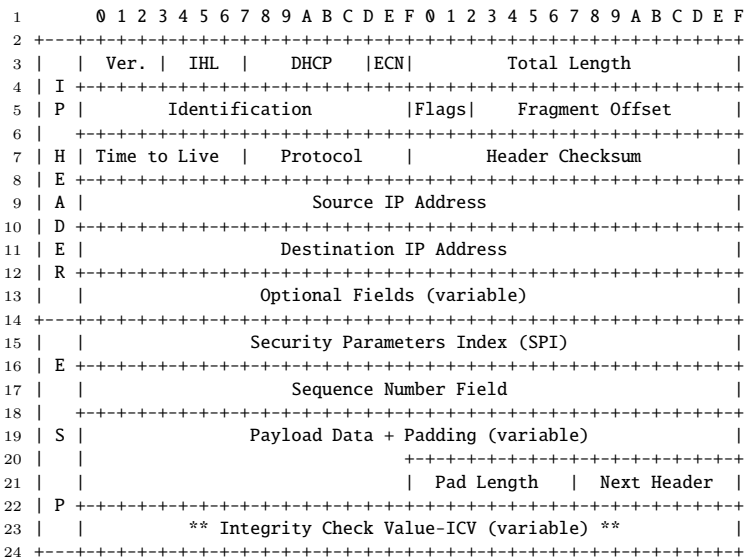 1 0 1 2 3 4 5 6 7 8 9 A B C D E F 0 1 2 3 4 5 6 7 8 9 A B C D E F
2 +---+-+-+-+-+-+-+-+-+-+-+-+-+-+-+-+-+-+-+-+-+-+-+-+-+-+-+-+-+-+-+-+-+
3 | | Ver. | IHL | DHCP |ECN| Total Length |
4 | I +-+-+-+-+-+-+-+-+-+-+-+-+-+-+-+-+-+-+-+-+-+-+-+-+-+-+-+-+-+-+-+-+
5 | P | Identification |Flags| Fragment Offset |
6 | +-+-+-+-+-+-+-+-+-+-+-+-+-+-+-+-+-+-+-+-+-+-+-+-+-+-+-+-+-+-+-+-+
7 | H | Time to Live | Protocol | Header Checksum |
8 | E +-+-+-+-+-+-+-+-+-+-+-+-+-+-+-+-+-+-+-+-+-+-+-+-+-+-+-+-+-+-+-+-+
9 | A | Source IP Address |
10 | D +-+-+-+-+-+-+-+-+-+-+-+-+-+-+-+-+-+-+-+-+-+-+-+-+-+-+-+-+-+-+-+-+
11 | E | Destination IP Address |
12 | R +-+-+-+-+-+-+-+-+-+-+-+-+-+-+-+-+-+-+-+-+-+-+-+-+-+-+-+-+-+-+-+-+
13 | | Optional Fields (variable) |
14 +---+-+-+-+-+-+-+-+-+-+-+-+-+-+-+-+-+-+-+-+-+-+-+-+-+-+-+-+-+-+-+-+-+
15 | | Security Parameters Index (SPI) |
16 | E +-+-+-+-+-+-+-+-+-+-+-+-+-+-+-+-+-+-+-+-+-+-+-+-+-+-+-+-+-+-+-+-+
17 | | Sequence Number Field |
18 | +-+-+-+-+-+-+-+-+-+-+-+-+-+-+-+-+-+-+-+-+-+-+-+-+-+-+-+-+-+-+-+-+
19 | S | Payload Data + Padding (variable) |
20 | | +-+-+-+-+-+-+-+-+-+-+-+-+-+-+-+-+
21 | | | Pad Length | Next Header |
22 | P +-+-+-+-+-+-+-+-+-+-+-+-+-+-+-+-+-+-+-+-+-+-+-+-+-+-+-+-+-+-+-+-+
23 | | ** Integrity Check Value-ICV (variable) ** |
24 +---+-+-+-+-+-+-+-+-+-+-+-+-+-+-+-+-+-+-+-+-+-+-+-+-+-+-+-+-+-+-+-+-+